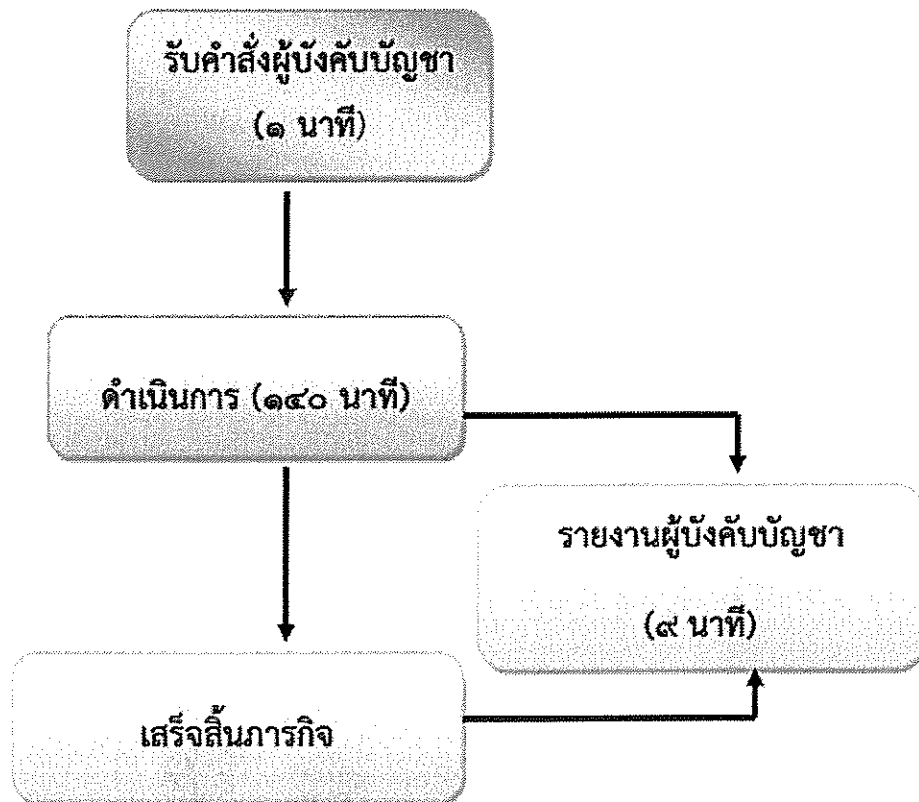 รับคำสั่งผู้บังคับบัญชา
(๑ นาที)
ดำเนินการ (๑๔๐ นาที)
รายงานผู้บังคับบัญชา
(๙ นาที)
เสร็จสิ้นภารกิจ